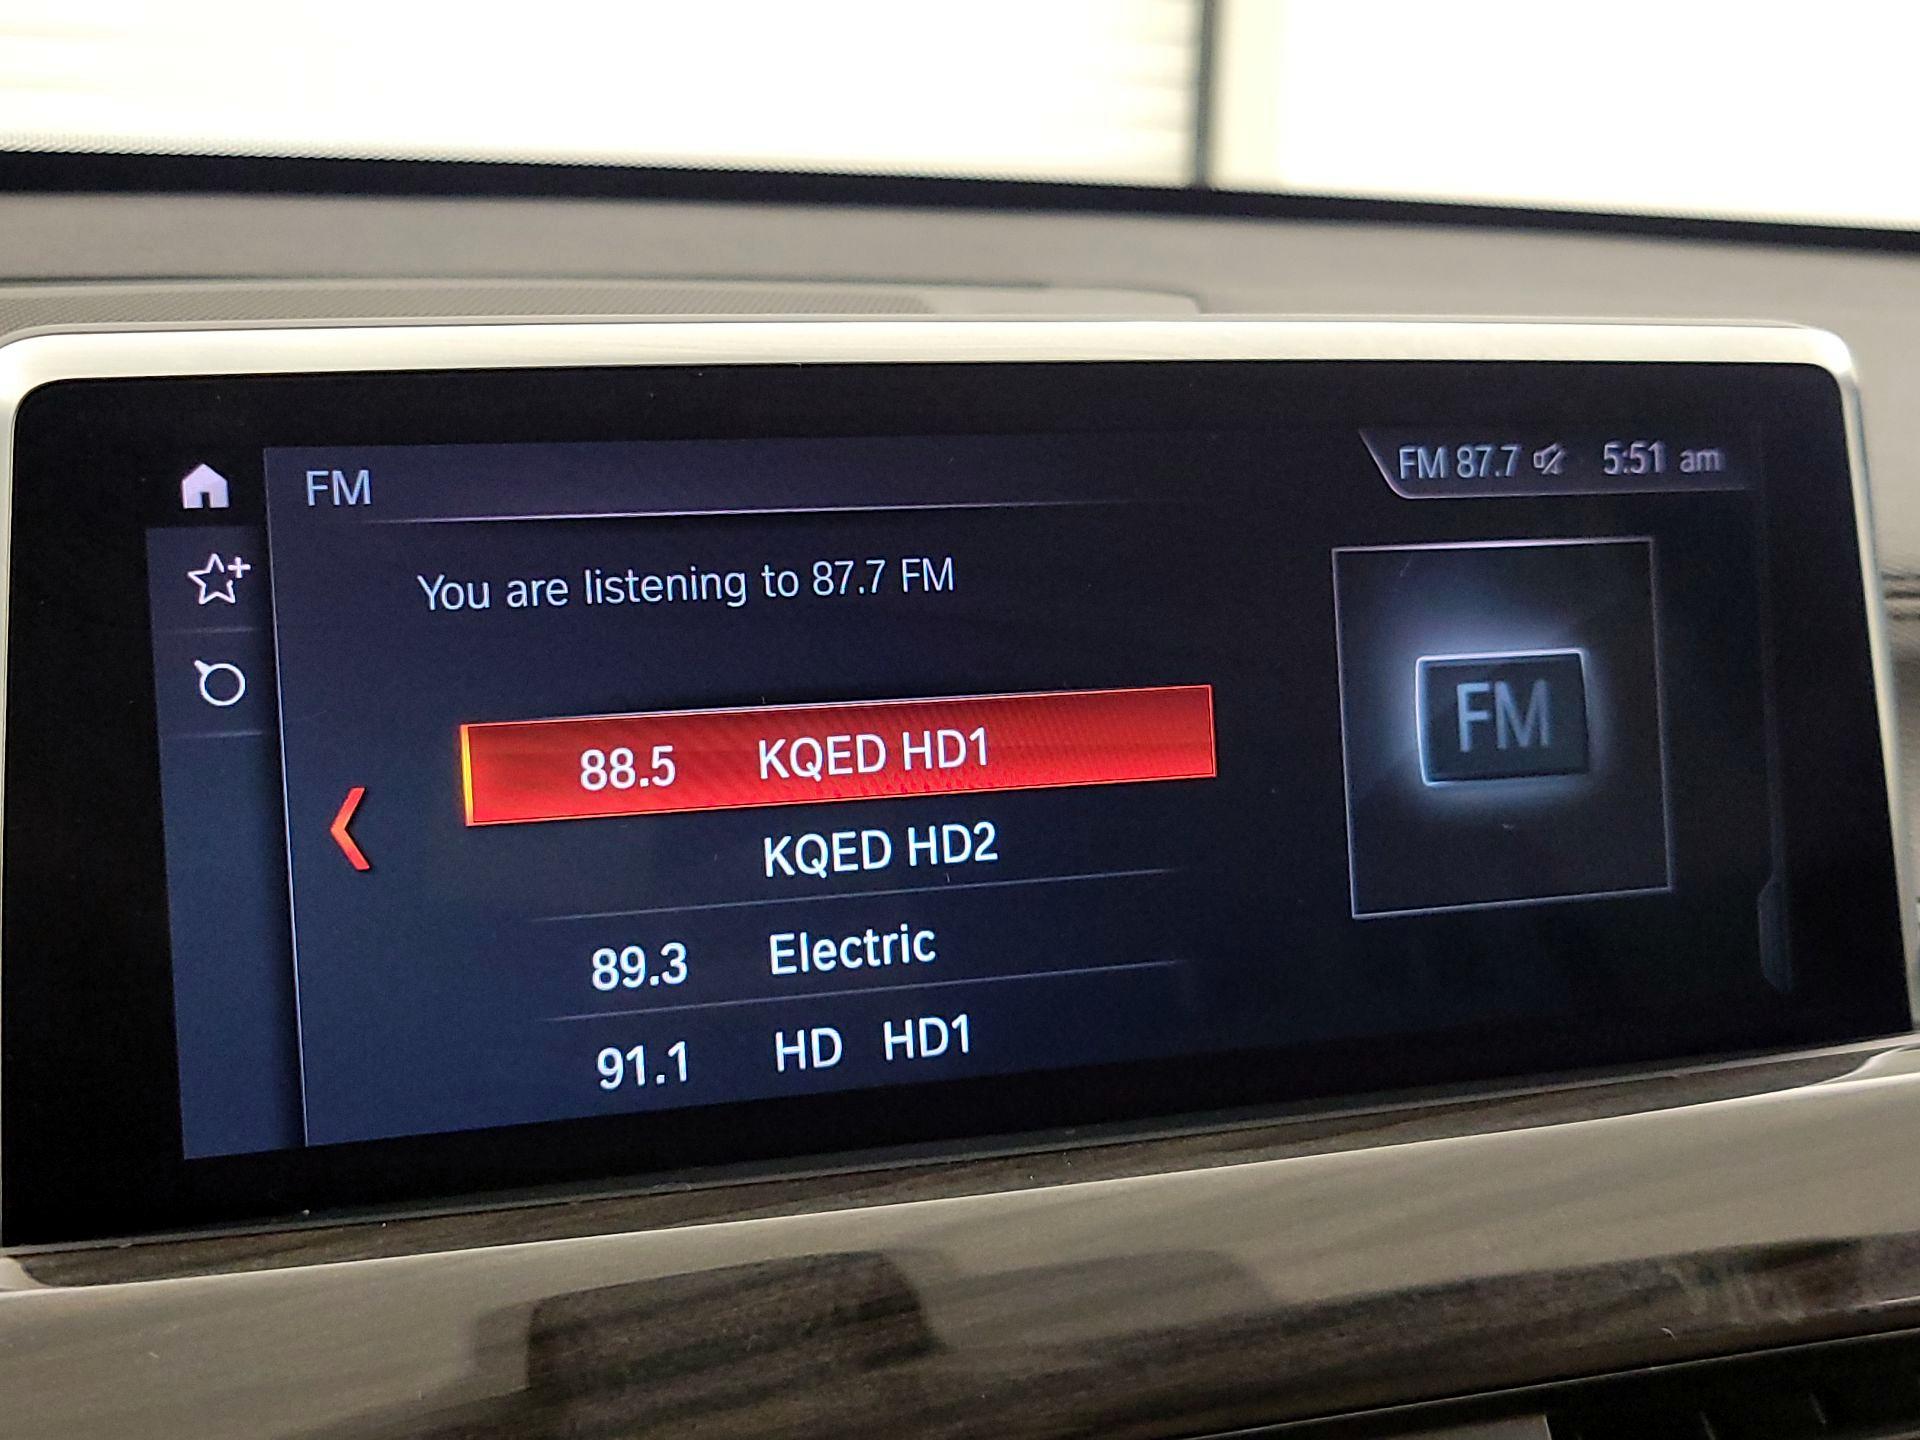 FM
FM 87.7 5:51 am
You are listening to 87.7 FM
FM
88.5 KQED HD1
KQED HD2
89.3 Electric
91.1 HD HD1